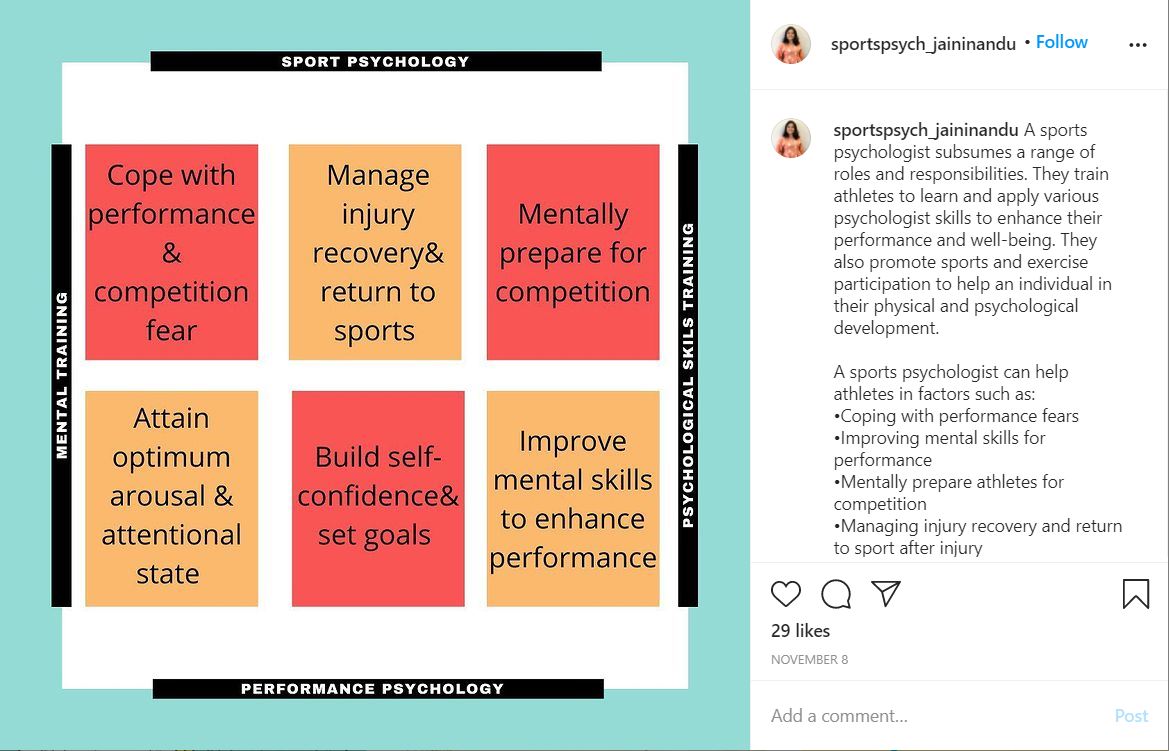 SPORT PSYCHOLOGY
MENTAL TRAINING
Cope with
performance
&
competition
fear
Manage
injury
recovery&
return to
sports
Mentally
prepare for
competition
Attain
optimum
arousal &
attentional
state
Build self-
confidence&
set goals
Improve
mental skills
to enhance
performance
PSYCHOLOGICAL SKILS TRAINING
PERFORMANCE PSYCHOLOGY
sportspsych_jaininandu • Follow
sportspsych_jaininandu A sports
psychologist subsumes a range of
roles and responsibilities. They train
athletes to learn and apply various
psychologist skills to enhance their
performance and well-being. They
also promote sports and exercise
participation to help an individual in
their physical and psychological
development.
A sports psychologist can help
athletes in factors such as:
•Coping with performance fears
•Improving mental skills for
performance
•Mentally prepare athletes for
competition
•Managing injury recovery and return
to sport after injury
29 likes
NOVEMBER 8
Add a comment... Post